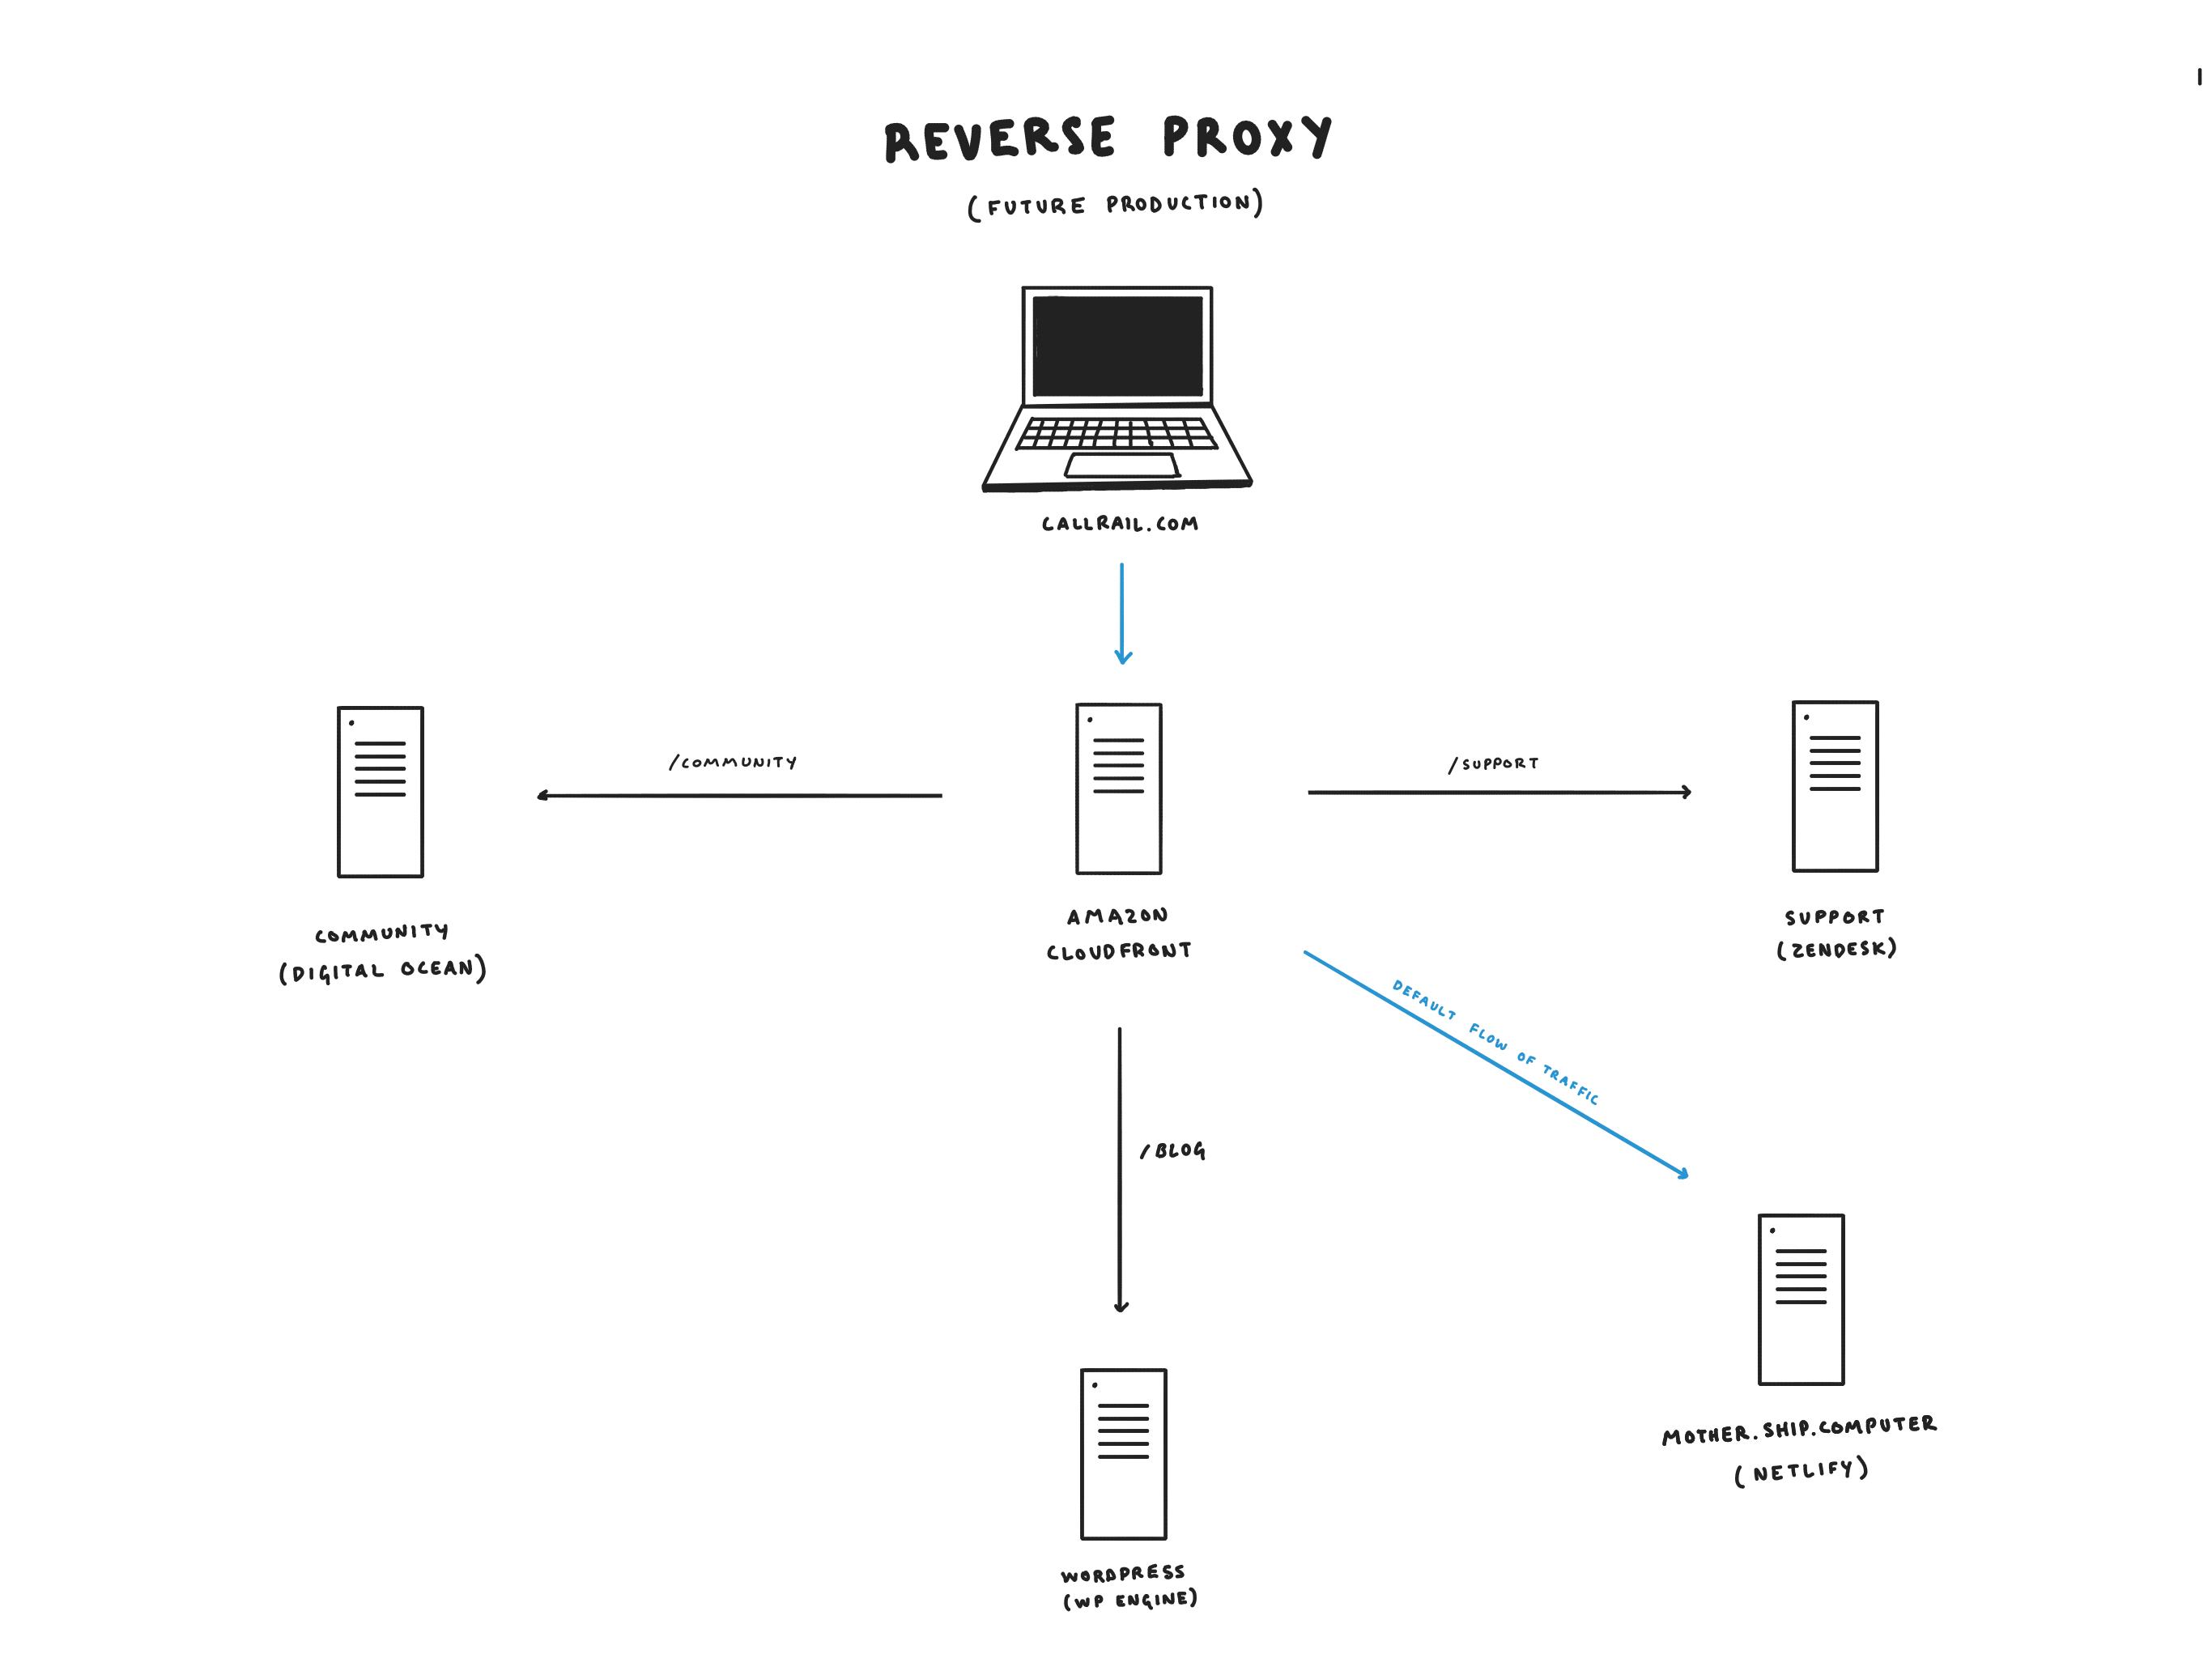 REVERSE PROXY
(FUTURE PRODUCTION)
CALLRAIL.COM
/COMMUNITY
/SUPPORT
COMMUNITY
(DIGITAL OCEAN)
AMAZON
CLOUDFRONT
SUPPORT
(ZENDESK)
DEFAULT FLOW OF TRAFFIC
/BLOG
MOTHER.SHIP.COMPUTER
(NETLIFY)
WORDPRESS
(WP ENGINE)